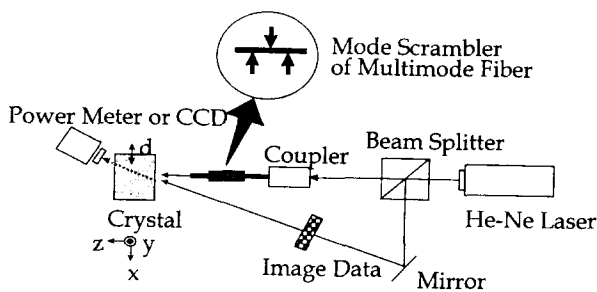 Mode Scrambler
of Multimode Fiber
Power Meter or CCD
d
Coupler
Beam Splitter
Crystal
He-Ne Laser
z
y
x
Image Data
Mirror